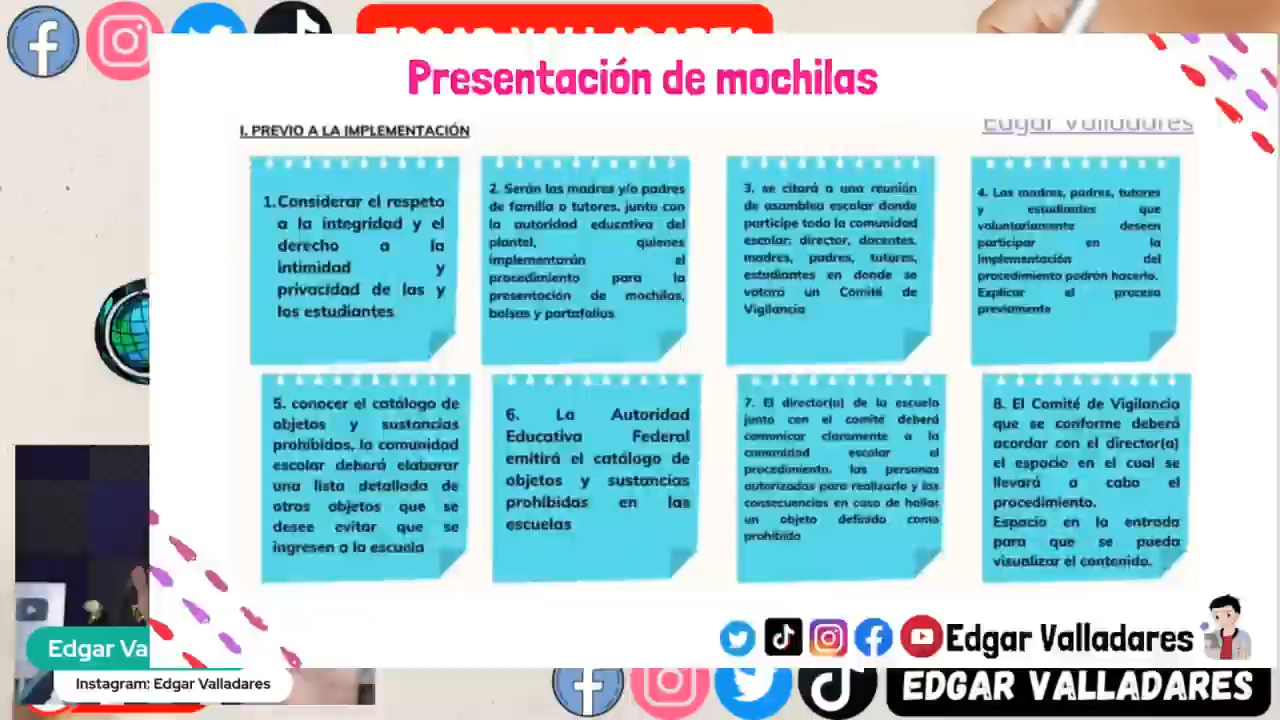 EDGAR VALLADARES
Presentación de mochilas
I. PREVIO A LA IMPLEMENTACIÓN
Edgar Valladares
1. Considerar el respeto
a la integridad y el
derecho a la
intimidad y
privacidad de las y
los estudiantes
2. Serán las madres y/o padres
de familia o tutores, junto con
la autoridad educativa del
plantel, quienes
implementarán el
procedimiento para la
presentación de mochilas,
bolsas y portafolios
3. se citará a una reunión
de asamblea escolar donde
participe toda la comunidad
escolar: director, docentes,
madres, padres, tutores,
estudiantes en donde se
votará un Comité de
Vigilancia
4. Las madres, padres, tutores
y estudiantes que
voluntariamente deseen
participar en la
implementación del
procedimiento podrán hacerlo.
Explicar el proceso
previamente
5. conocer el catálogo de
objetos y sustancias
prohibidos, la comunidad
escolar deberá elaborar
una lista detallada de
otros objetos que se
desee evitar que se
ingresen a la escuela
6. La Autoridad
Educativa Federal
emitirá el catálogo de
objetos y sustancias
prohibidas en las
escuelas
7. El director(a) de la escuela
junto con el comité deberá
comunicar claramente a la
comunidad escolar el
procedimiento, las personas
autorizadas para realizarlo y las
consecuencias en caso de hallar
un objeto definido como
prohibido
8. El Comité de Vigilancia
que se conforme deberá
acordar con el director(a)
el espacio en el cual se
llevará a cabo el
procedimiento.
Espacio en la entrada
para que se pueda
visualizar el contenido.
Edgar Valladares
Edgar Va
Instagram: Edgar Valladares
EDGAR VALLADARES